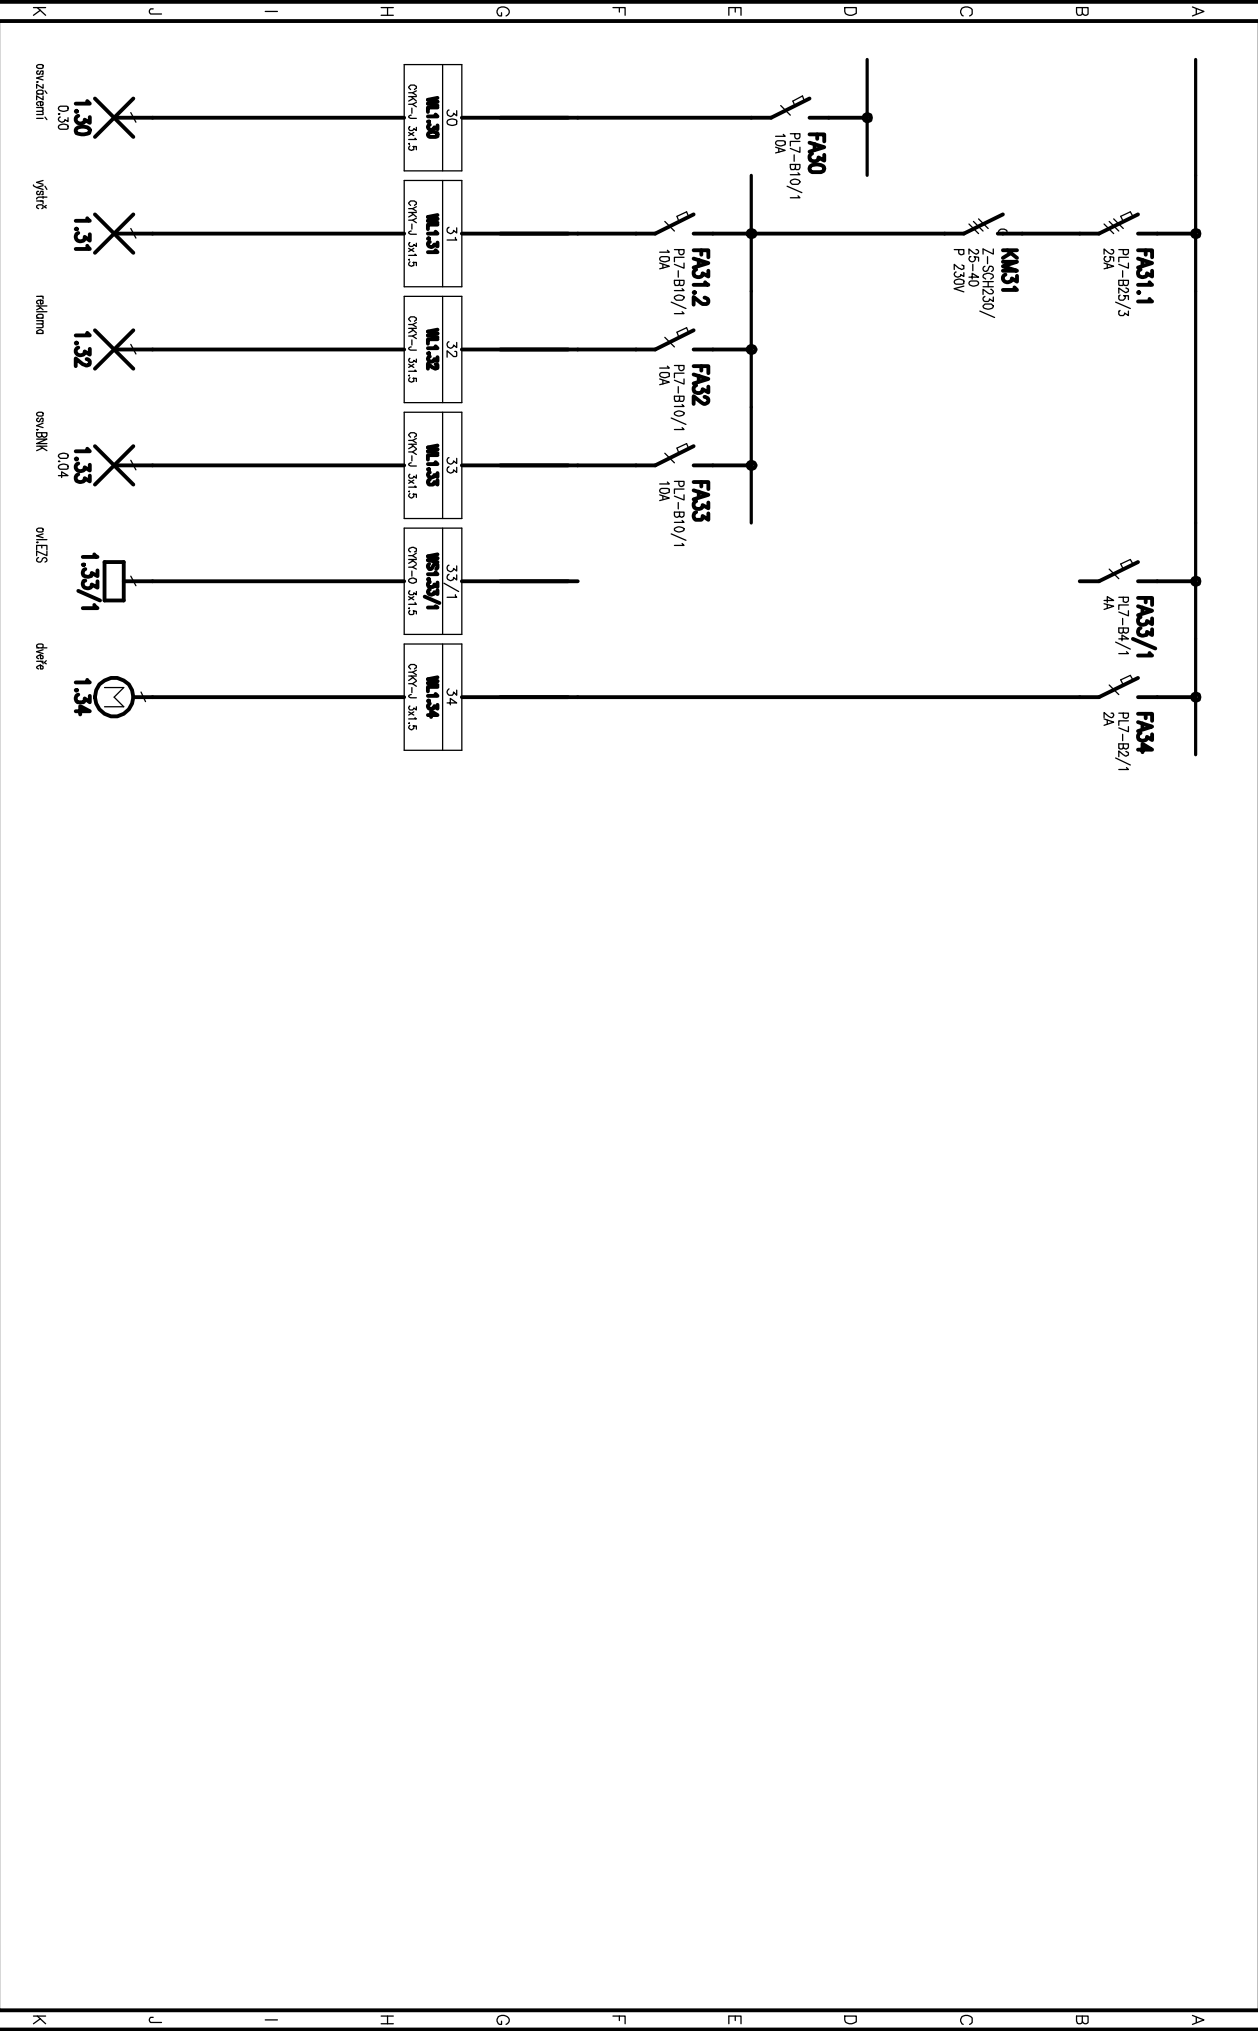 A
B
C
D
E
F
G
H
I
J
K
FA30
PL7-B10/1
10A
30
WL1.30
CYKY-J 3x1.5
1.30
0.30
osv.zázemí
FA31.1
PL7-B25/3
25A
KM31
Z-SCH230/
25-40
P 230V
FA31.2
PL7-B10/1
10A
31
WL1.31
CYKY-J 3x1.5
1.31
výstrč
FA32
PL7-B10/1
10A
32
WL1.32
CYKY-J 3x1.5
1.32
reklama
FA33
PL7-B10/1
10A
33
WL1.33
CYKY-J 3x1.5
1.33
0.04
osv.BNK
FA33/1
PL7-B4/1
4A
33/1
WS1.33/1
CYKY-O 3x1.5
1.33/1
ovl.EZS
FA34
PL7-B2/1
2A
34
WL1.34
CYKY-J 3x1.5
M
1.34
dveře
A
B
C
D
E
F
G
H
I
J
K